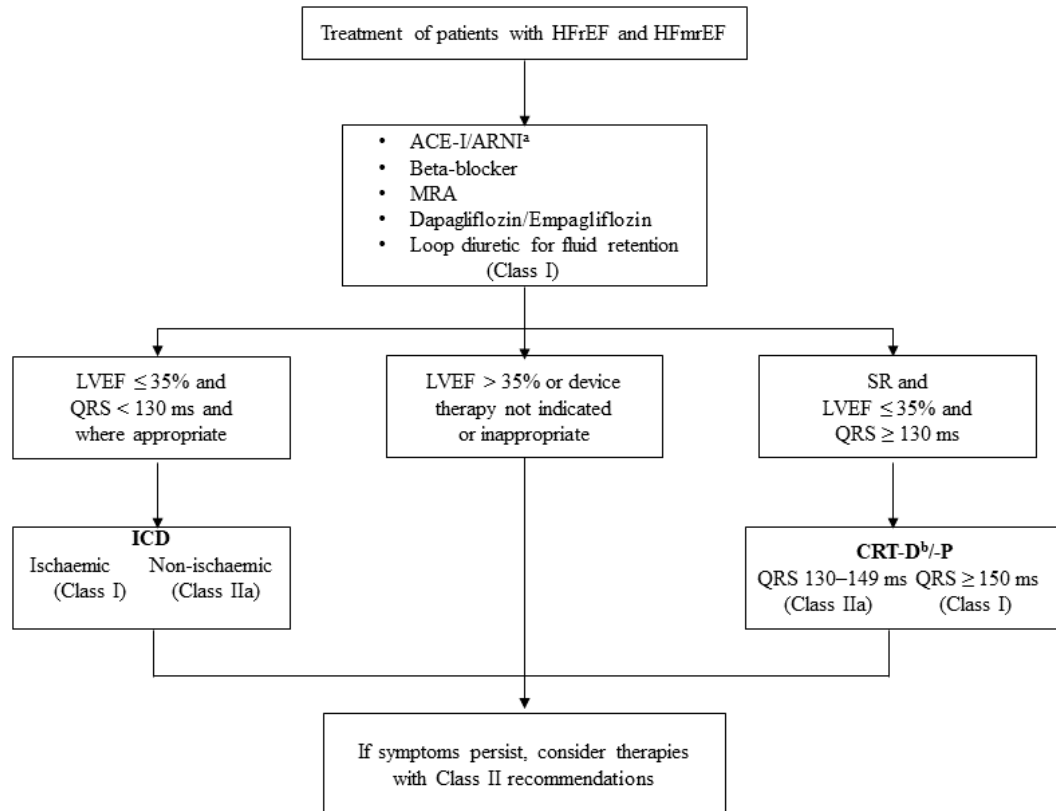 Treatment of patients with HFrEF and HFmrEF
• ACE-I/ARNIᵃ
• Beta-blocker
• MRA
• Dapagliflozin/Empagliflozin
• Loop diuretic for fluid retention
(Class I)
LVEF ≤ 35% and
QRS < 130 ms and
where appropriate
LVEF > 35% or device
therapy not indicated
or inappropriate
SR and
LVEF ≤ 35% and
QRS ≥ 130 ms
ICD
Ischaemic Non-ischaemic
(Class I) (Class IIa)
CRT-Dᵇ/-P
QRS 130–149 ms QRS ≥ 150 ms
(Class IIa) (Class I)
If symptoms persist, consider therapies
with Class II recommendations